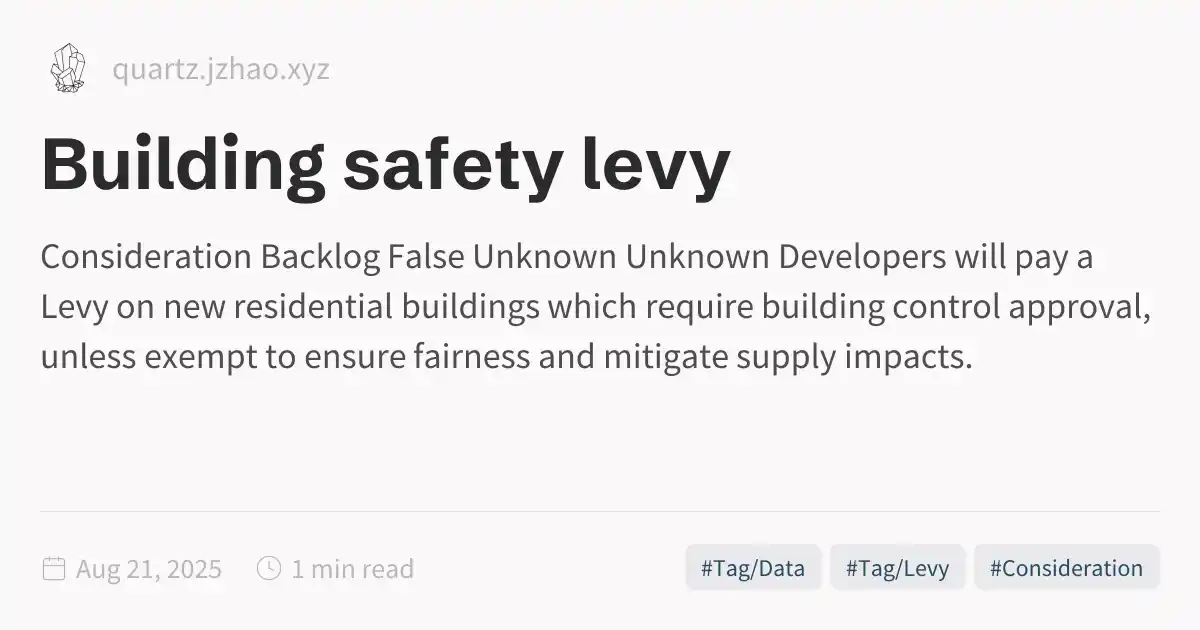 quartz.jzhao.xyz
Building safety levy
Consideration Backlog False Unknown Unknown Developers will pay a
Levy on new residential buildings which require building control approval,
unless exempt to ensure fairness and mitigate supply impacts.
Aug 21, 2025 1 min read #Tag/Data #Tag/Levy #Consideration